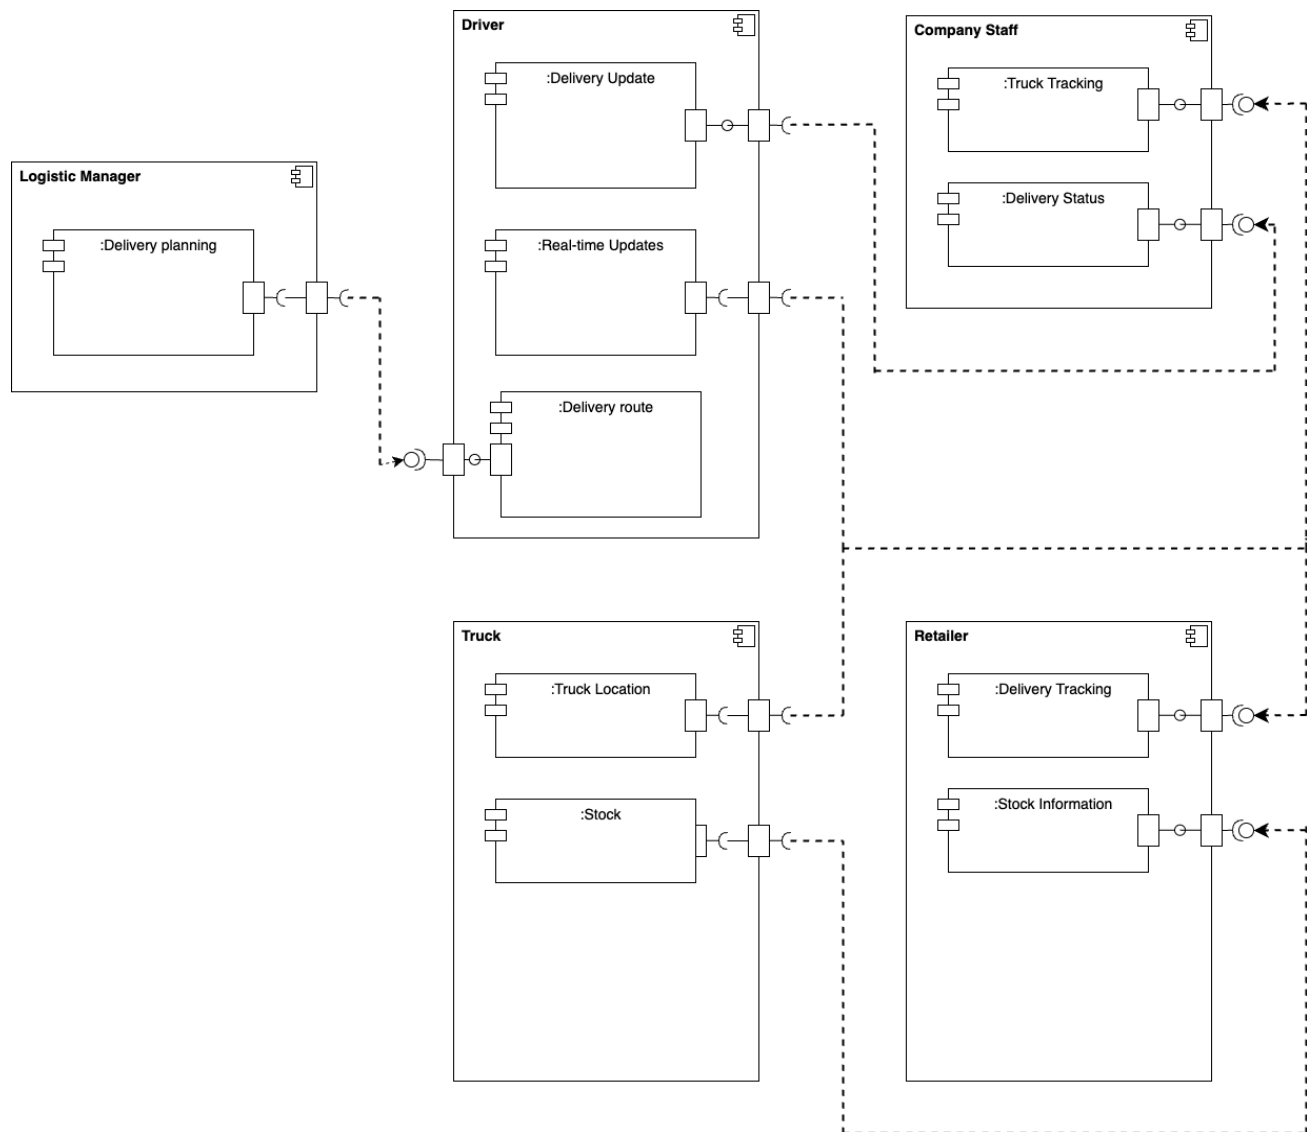 Driver
:Delivery Update
:Real-time Updates
:Delivery route
Company Staff
:Truck Tracking
:Delivery Status
Logistic Manager
:Delivery planning
Truck
:Truck Location
:Stock
Retailer
:Delivery Tracking
:Stock Information